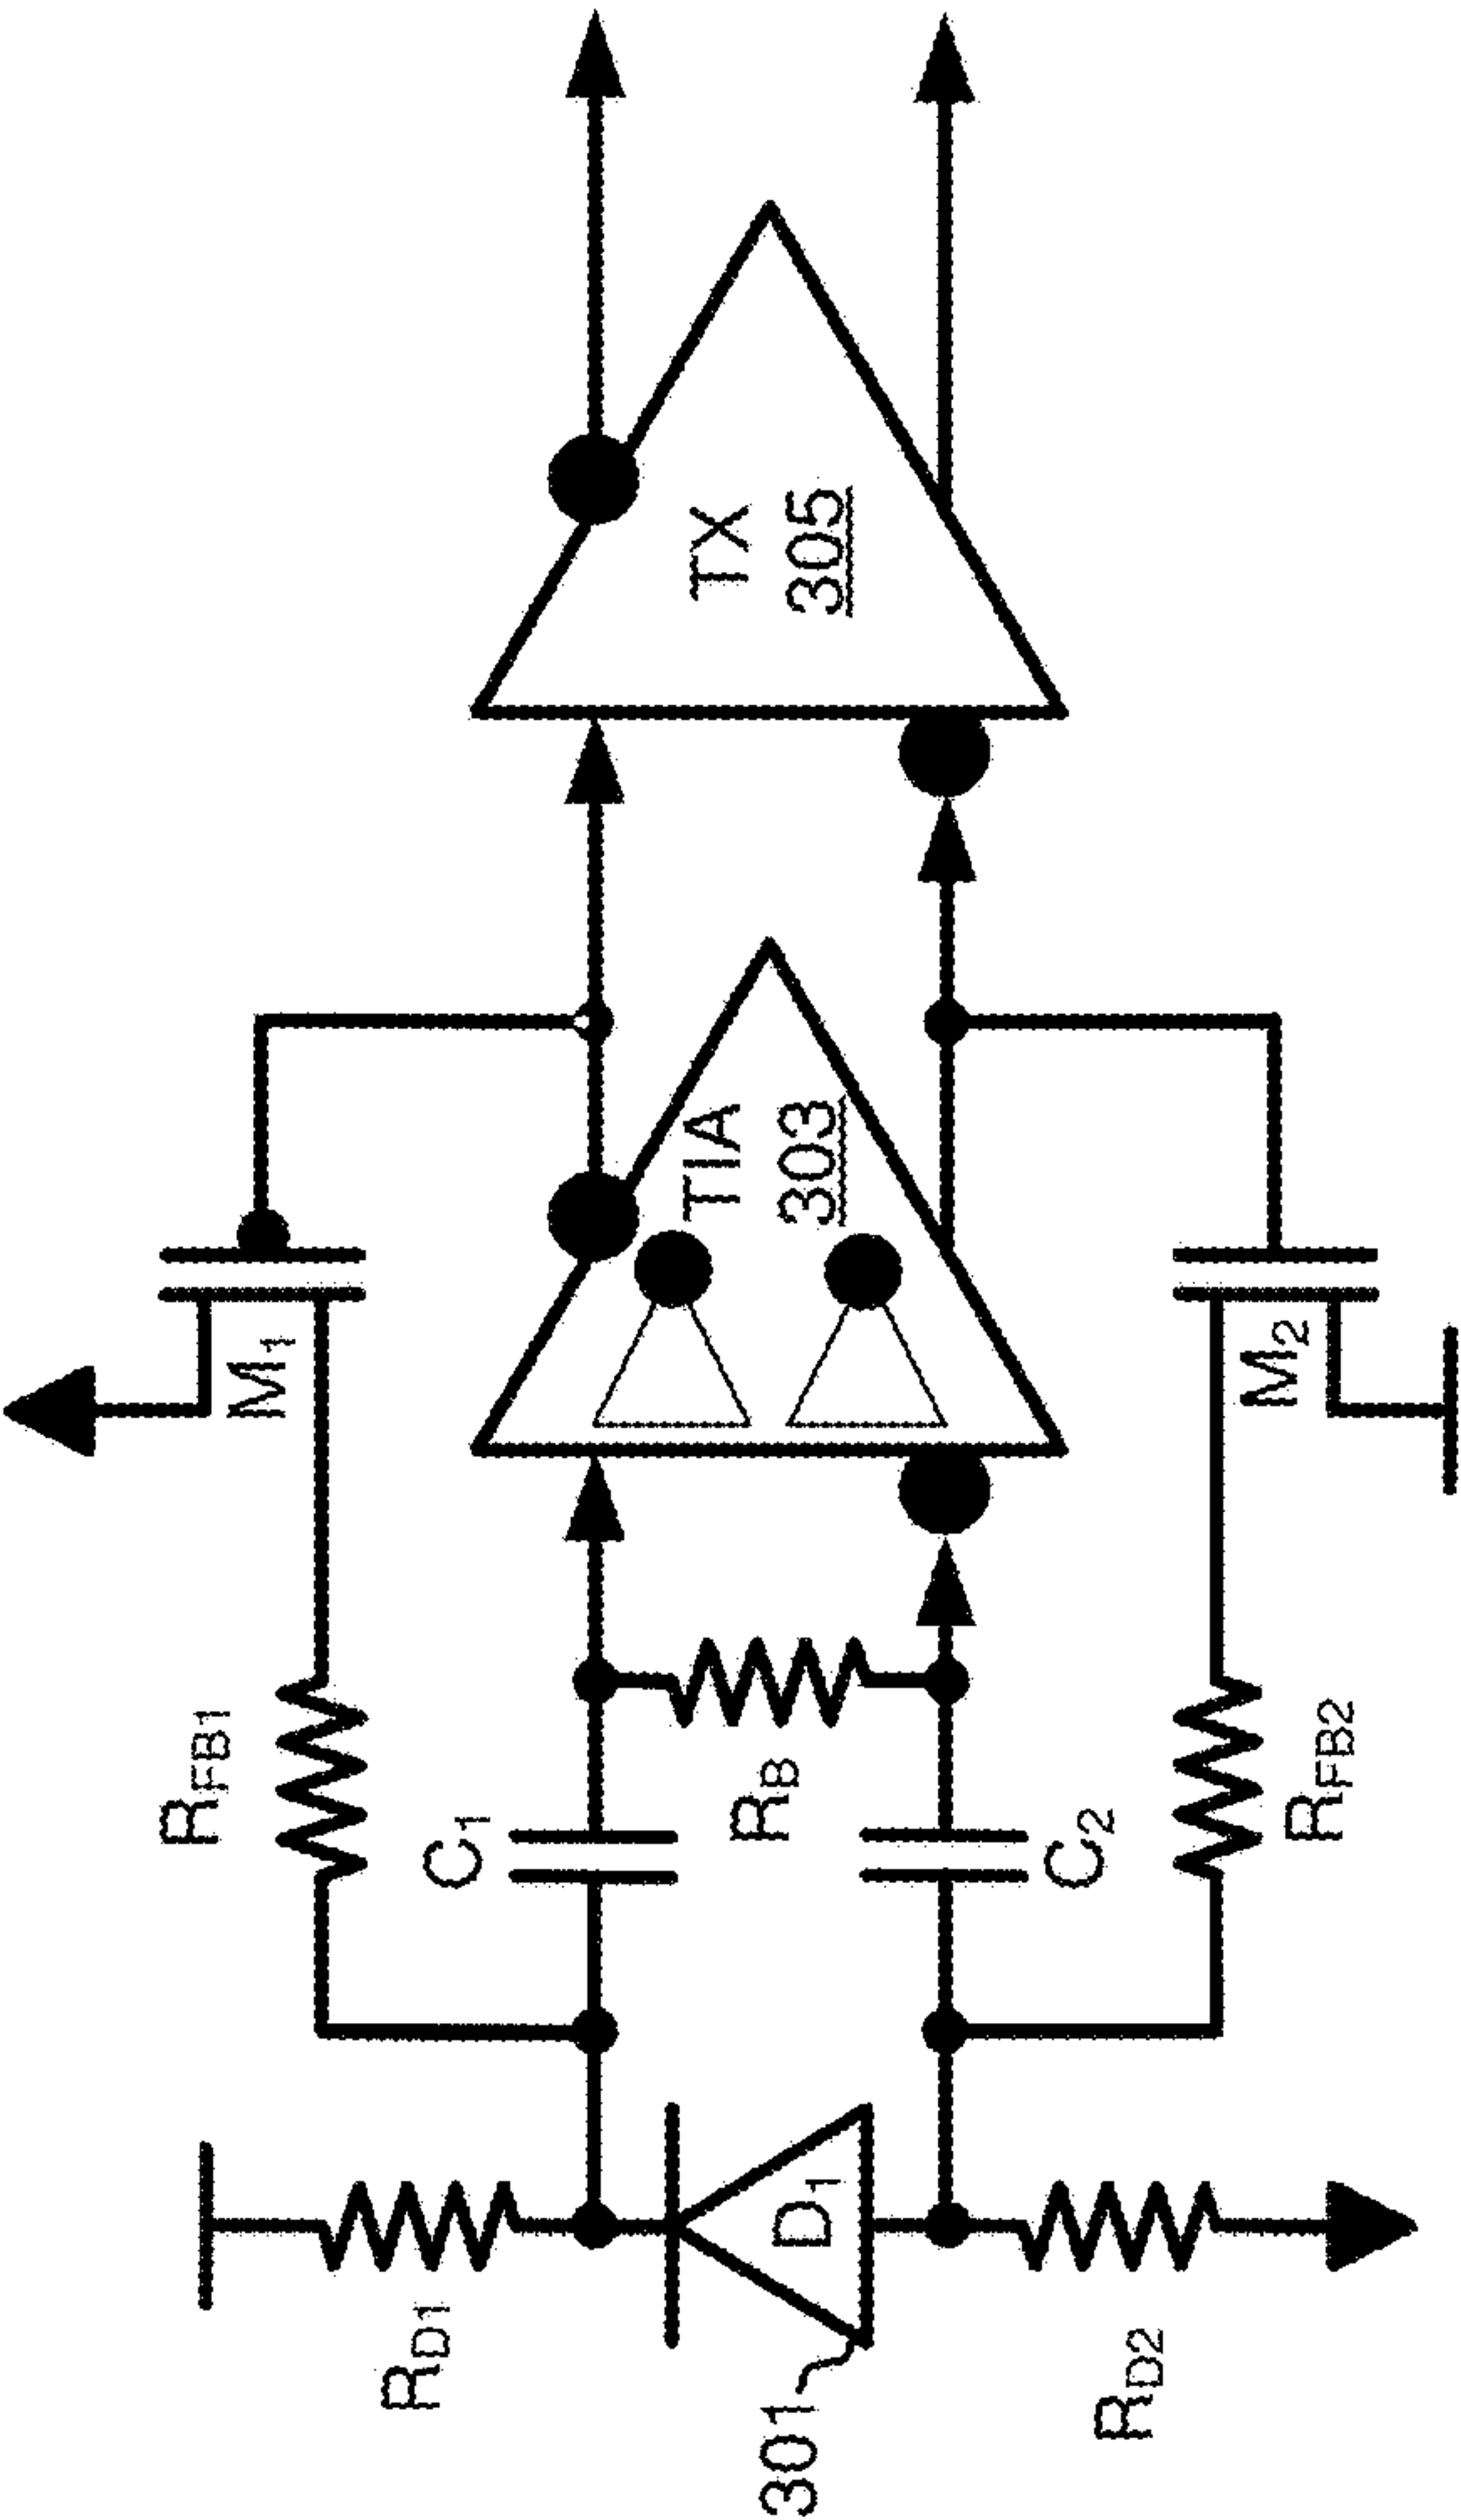 RFB1
M1
RD1
C1
TIA
303
TX
305
RB
D1
301
C2
RD2
M2
RFB2